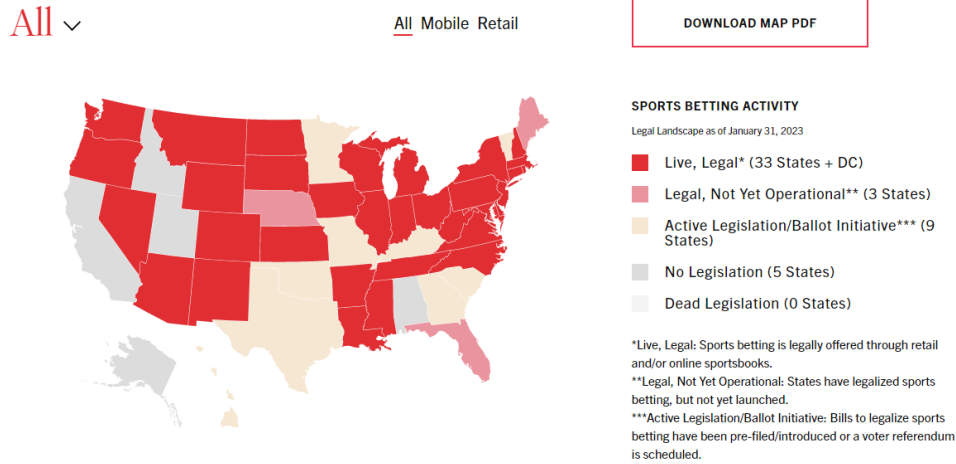 All
All Mobile Retail
DOWNLOAD MAP PDF
SPORTS BETTING ACTIVITY
Legal Landscape as of January 31, 2023
Live, Legal* (33 States + DC)
Legal, Not Yet Operational** (3 States)
Active Legislation/Ballot Initiative*** (9
States)
No Legislation (5 States)
Dead Legislation (0 States)
*Live, Legal: Sports betting is legally offered through retail
and/or online sportsbooks.
**Legal, Not Yet Operational: States have legalized sports
betting, but not yet launched.
***Active Legislation/Ballot Initiative: Bills to legalize sports
betting have been pre-filed/introduced or a voter referendum
is scheduled.